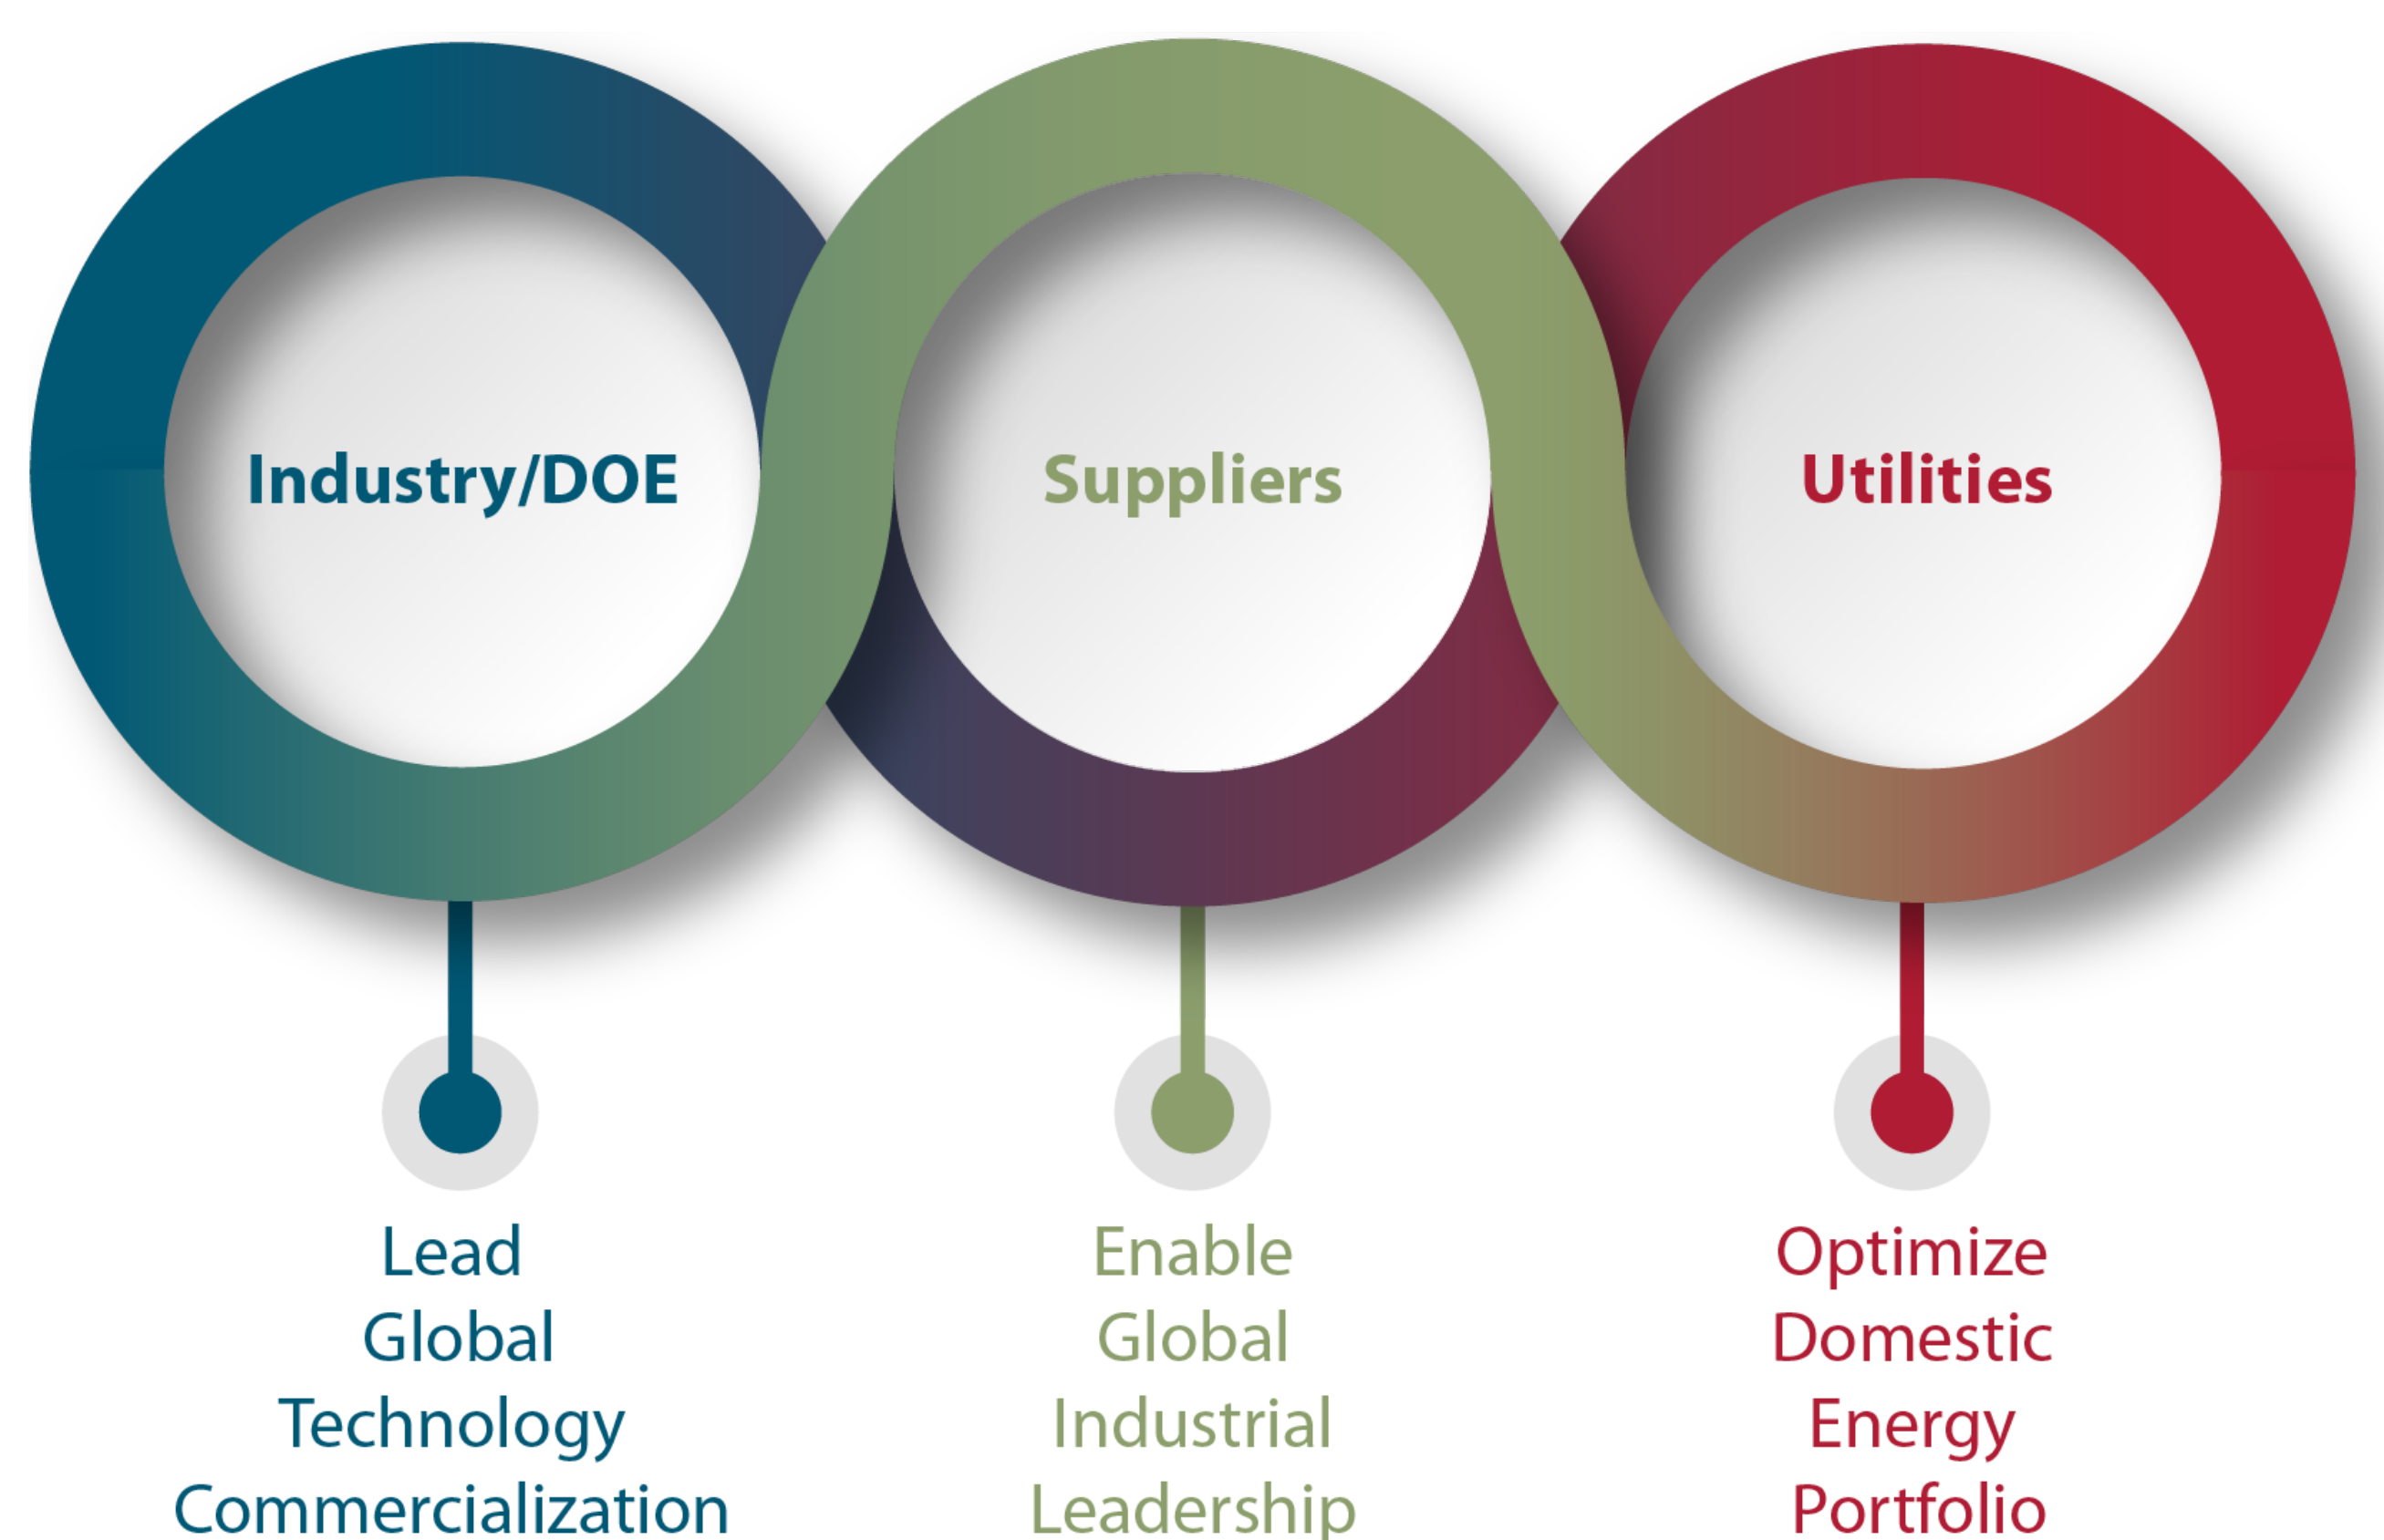 Industry/DOE
Suppliers
Utilities
Lead
Global
Technology
Commercialization
Enable
Global
Industrial
Leadership
Optimize
Domestic
Energy
Portfolio